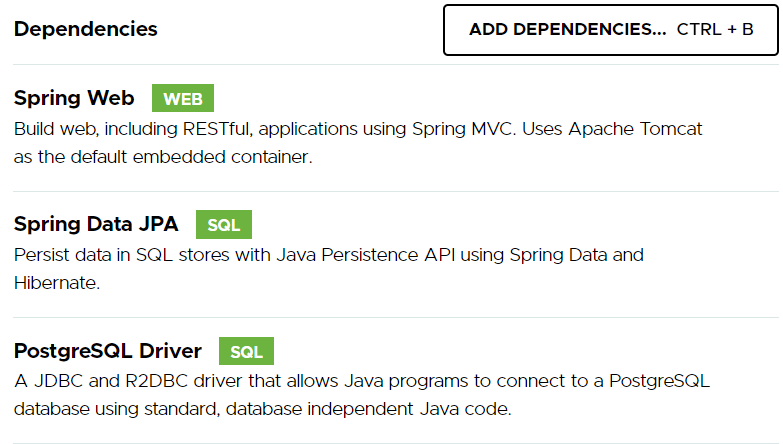 Dependencies
ADD DEPENDENCIES... CTRL + B
Spring Web WEB
Build web, including RESTful, applications using Spring MVC. Uses Apache Tomcat
as the default embedded container.
Spring Data JPA SQL
Persist data in SQL stores with Java Persistence API using Spring Data and
Hibernate.
PostgreSQL Driver SQL
A JDBC and R2DBC driver that allows Java programs to connect to a PostgreSQL
database using standard, database independent Java code.